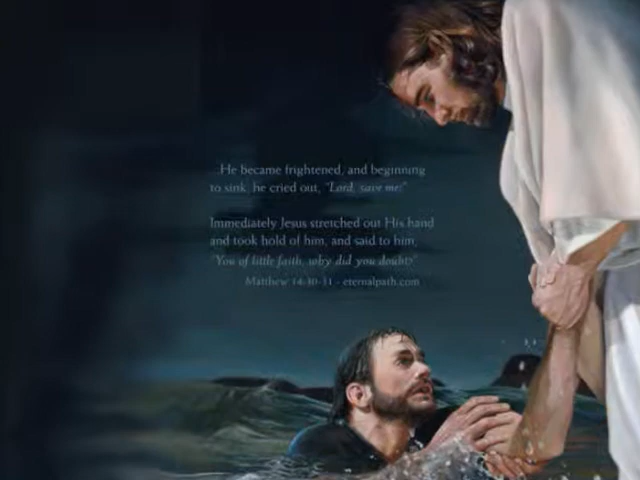 ...He became frightened, and beginning
to sink, he cried out, "Lord, save me!"
Immediately Jesus stretched out His hand
and took hold of him, and said to him,
"You of little faith, why did you doubt?"
Matthew 14:30-31 - eternalpath.com